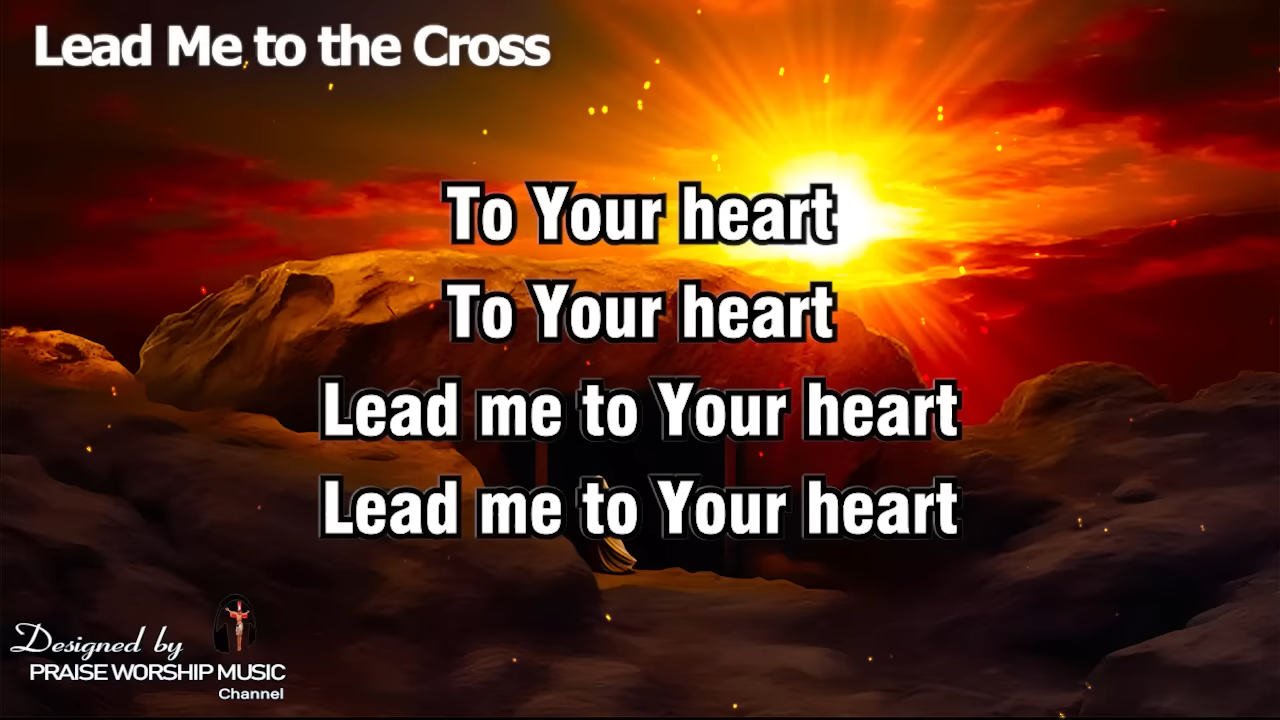 Lead Me to the Cross
To Your heart
To Your heart
Lead me to Your heart
Lead me to Your heart
Designed by
PRAISE WORSHIP MUSIC
Channel